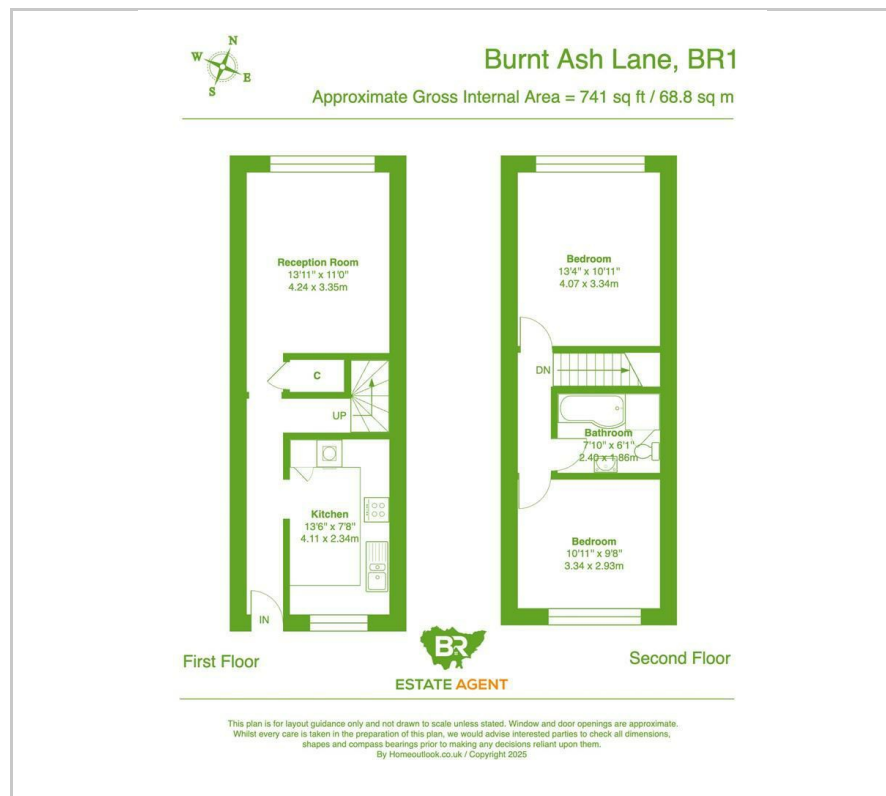 N
W
E
S
Burnt Ash Lane, BR1
Approximate Gross Internal Area = 741 sq ft / 68.8 sq m
Reception Room
13'11" x 11'0"
4.24 x 3.35m
C
UP
Kitchen
13'6" x 7'8"
4.11 x 2.34m
IN
First Floor
Bedroom
13'4" x 10'11"
4.07 x 3.34m
DN
Bathroom
7'10" x 6'1"
2.40 x 1.86m
Bedroom
10'11" x 9'8"
3.34 x 2.93m
Second Floor
BR
ESTATE AGENT
This plan is for layout guidance only and not drawn to scale unless stated. Window and door openings are approximate.
Whilst every care is taken in the preparation of this plan, we would advise interested parties to check all dimensions,
shapes and compass bearings prior to making any decisions reliant upon them.
By Homeoutlook.co.uk / Copyright 2025